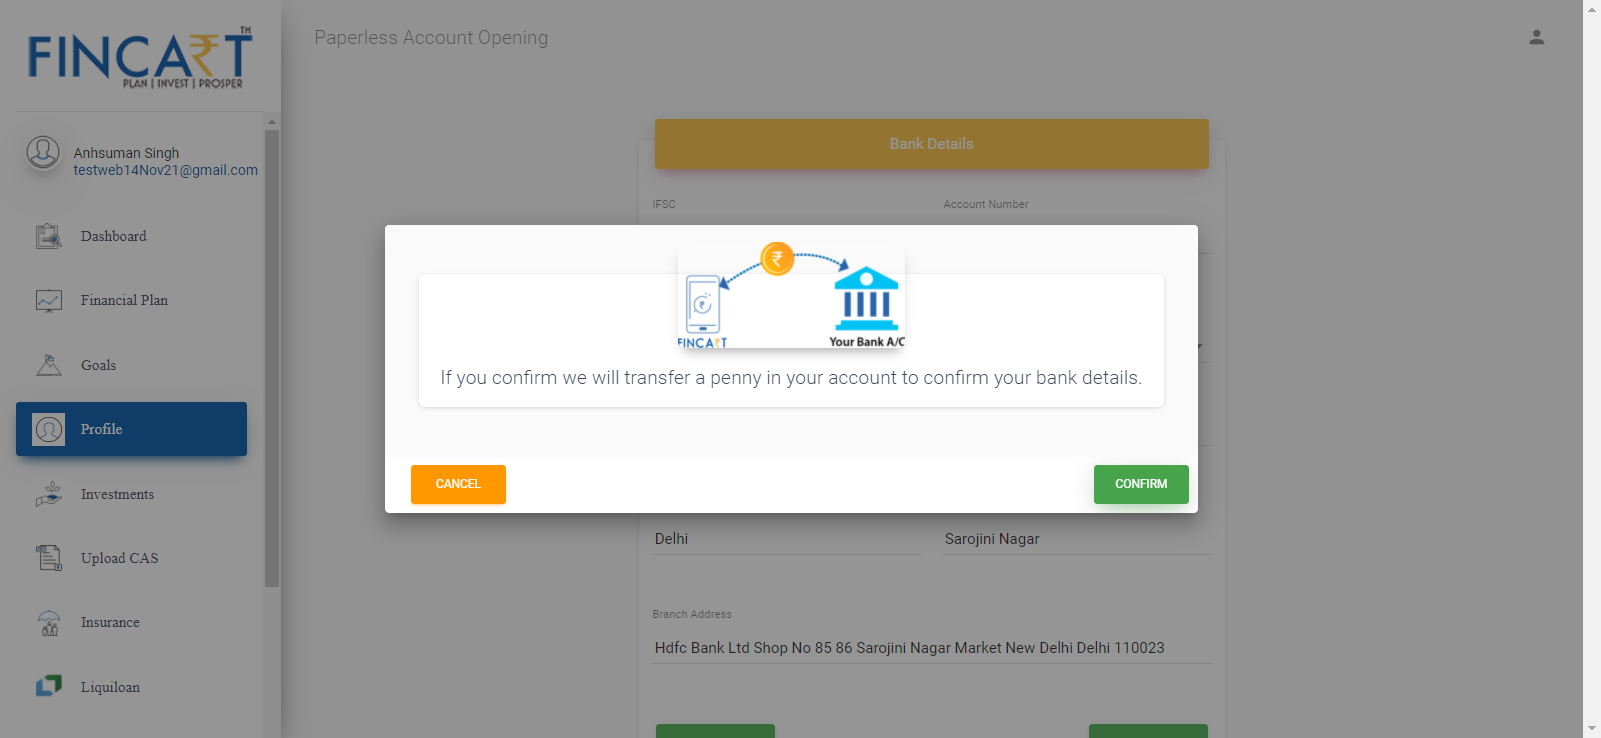 FINCART TM
PLAN | INVEST | PROSPER
Paperless Account Opening
Anhsuman Singh
testweb14Nov21@gmail.com
Dashboard
Financial Plan
Goals
Profile
Investments
Upload CAS
Insurance
Liquiloan
Bank Details
IFSC
Account Number
FINCART
Your Bank A/C
If you confirm we will transfer a penny in your account to confirm your bank details.
CANCEL
CONFIRM
Delhi
Sarojini Nagar
Branch Address
Hdfc Bank Ltd Shop No 85 86 Sarojini Nagar Market New Delhi Delhi 110023